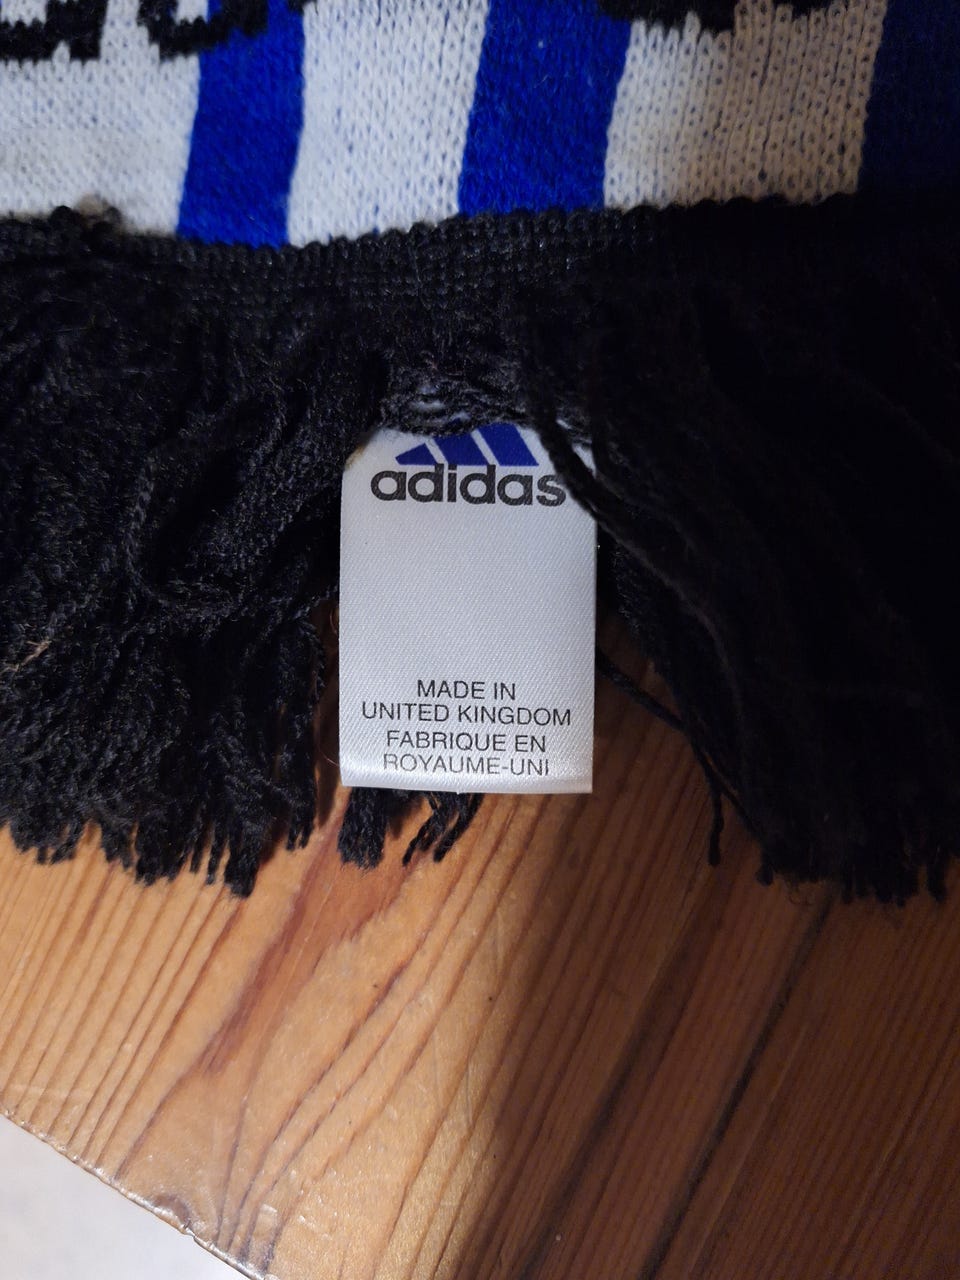 adidas
MADE IN
UNITED KINGDOM
FABRIQUE EN
ROYAUME-UNI